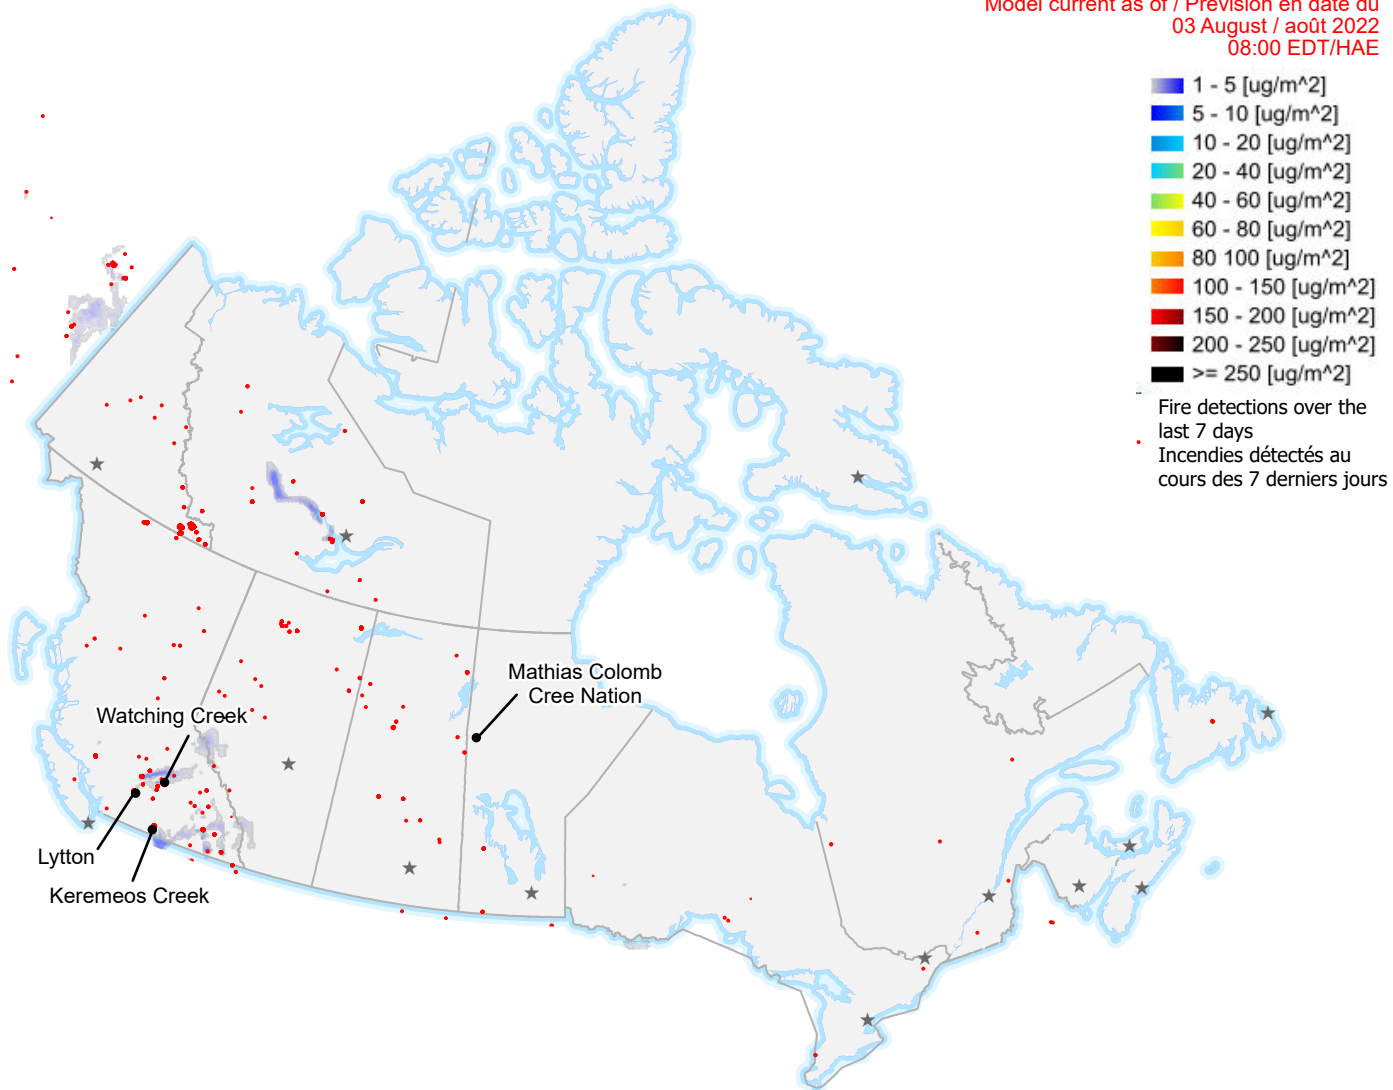 Model current as of / Prévision en date du
03 August / août 2022
08:00 EDT/HAE
1 - 5 [ug/m^2]
5 - 10 [ug/m^2]
10 - 20 [ug/m^2]
20 - 40 [ug/m^2]
40 - 60 [ug/m^2]
60 - 80 [ug/m^2]
80 100 [ug/m^2]
100 - 150 [ug/m^2]
150 - 200 [ug/m^2]
200 - 250 [ug/m^2]
>= 250 [ug/m^2]
Fire detections over the
last 7 days
Incendies détectés au
cours des 7 derniers jours
Mathias Colomb
Cree Nation
Watching Creek
Lytton
Keremeos Creek